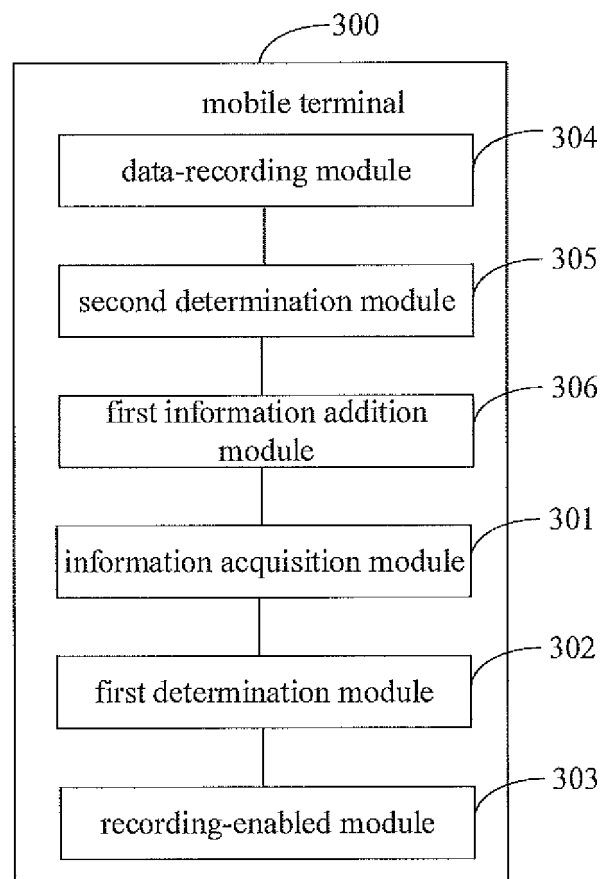 300
mobile terminal
304
data-recording module
305
second determination module
306
first information addition
module
301
information acquisition module
302
first determination module
303
recording-enabled module